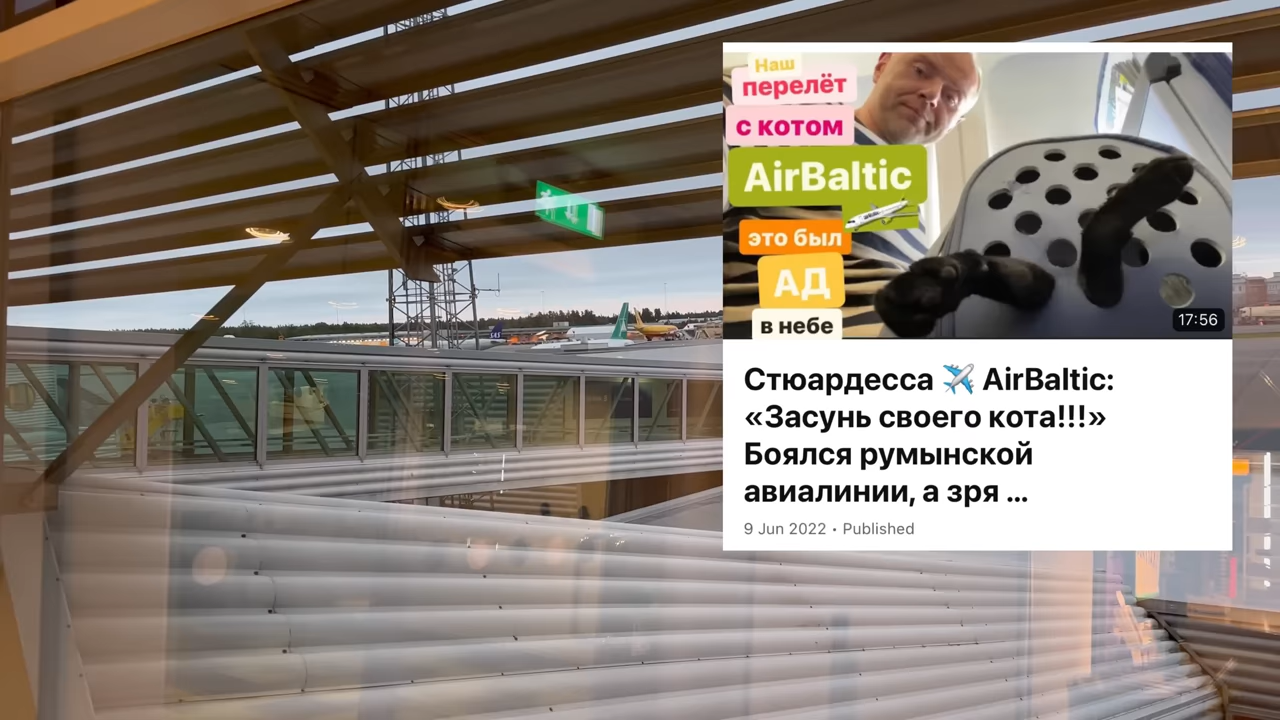 Наш
перелёт
с котом
AirBaltic
это был
АД
в небе
17:56
Стюардесса ✈️ AirBaltic:
«Засунь своего кота!!!»
Боялся румынской
авиалинии, а зря ...
9 Jun 2022 • Published
SAS